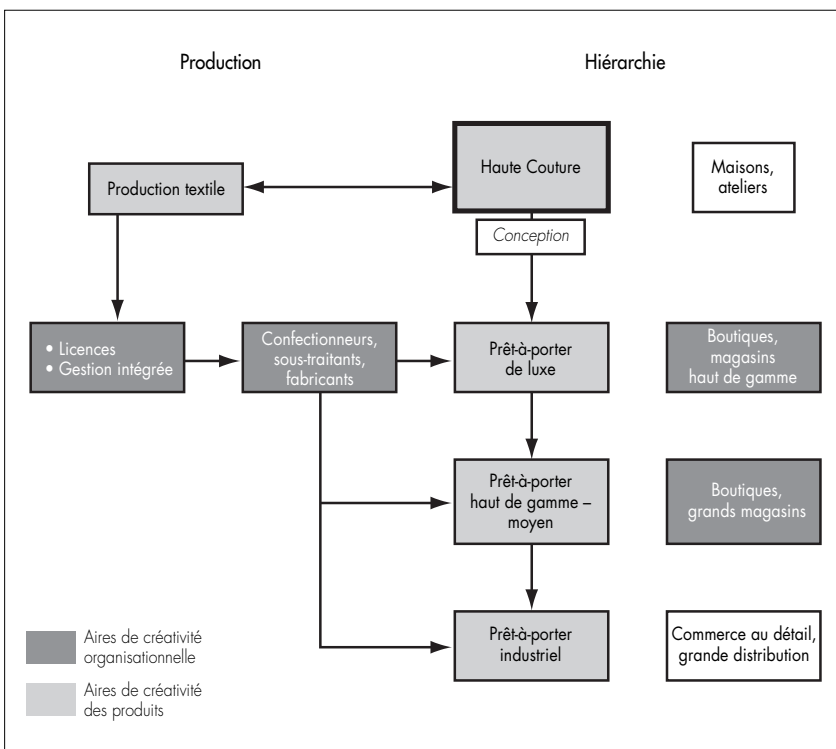 Production
Hiérarchie
Production textile
Haute Couture
Maisons,
ateliers
Conception
• Licences
• Gestion intégrée
Confectionneurs,
sous-traitants,
fabricants
Prêt-à-porter
de luxe
Boutiques,
magasins
haut de gamme
Prêt-à-porter
haut de gamme –
moyen
Boutiques,
grands magasins
Prêt-à-porter
industriel
Commerce au détail,
grande distribution
Aires de créativité
organisationnelle
Aires de créativité
des produits